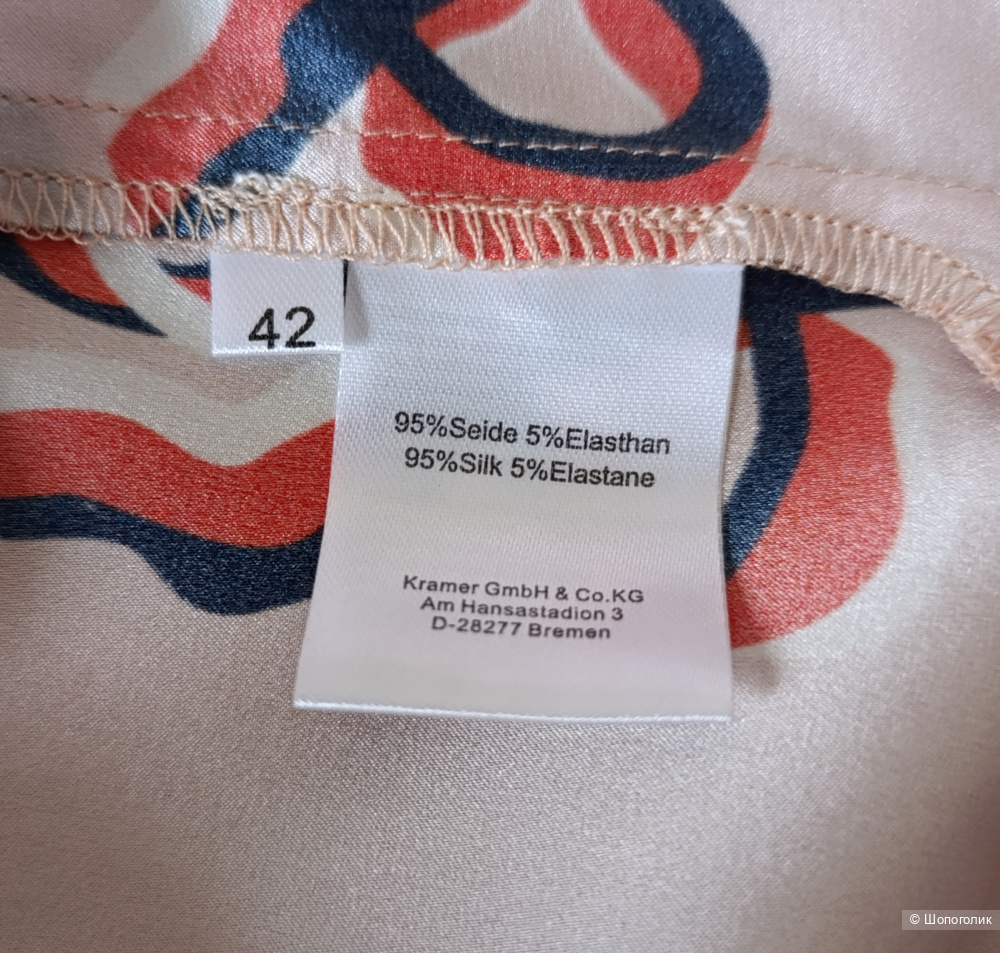 42
95%Seide 5%Elasthan
95%Silk 5%Elastane
Kramer GmbH & Co.KG
Am Hansastadion 3
D-28277 Bremen
© Шопоголик